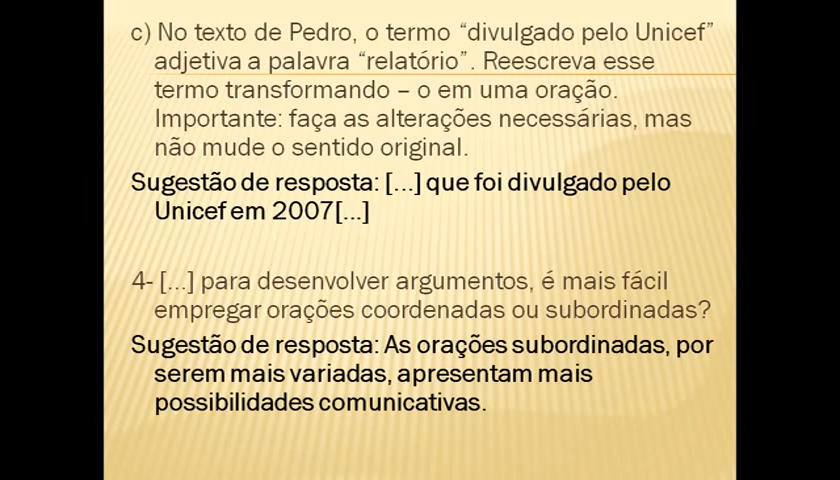 c) No texto de Pedro, o termo “divulgado pelo Unicef”
adjetiva a palavra “relatório”. Reescreva esse
termo transformando – o em uma oração.
Importante: faça as alterações necessárias, mas
não mude o sentido original.
Sugestão de resposta: [...] que foi divulgado pelo
Unicef em 2007[...]
4- [...] para desenvolver argumentos, é mais fácil
empregar orações coordenadas ou subordinadas?
Sugestão de resposta: As orações subordinadas, por
serem mais variadas, apresentam mais
possibilidades comunicativas.